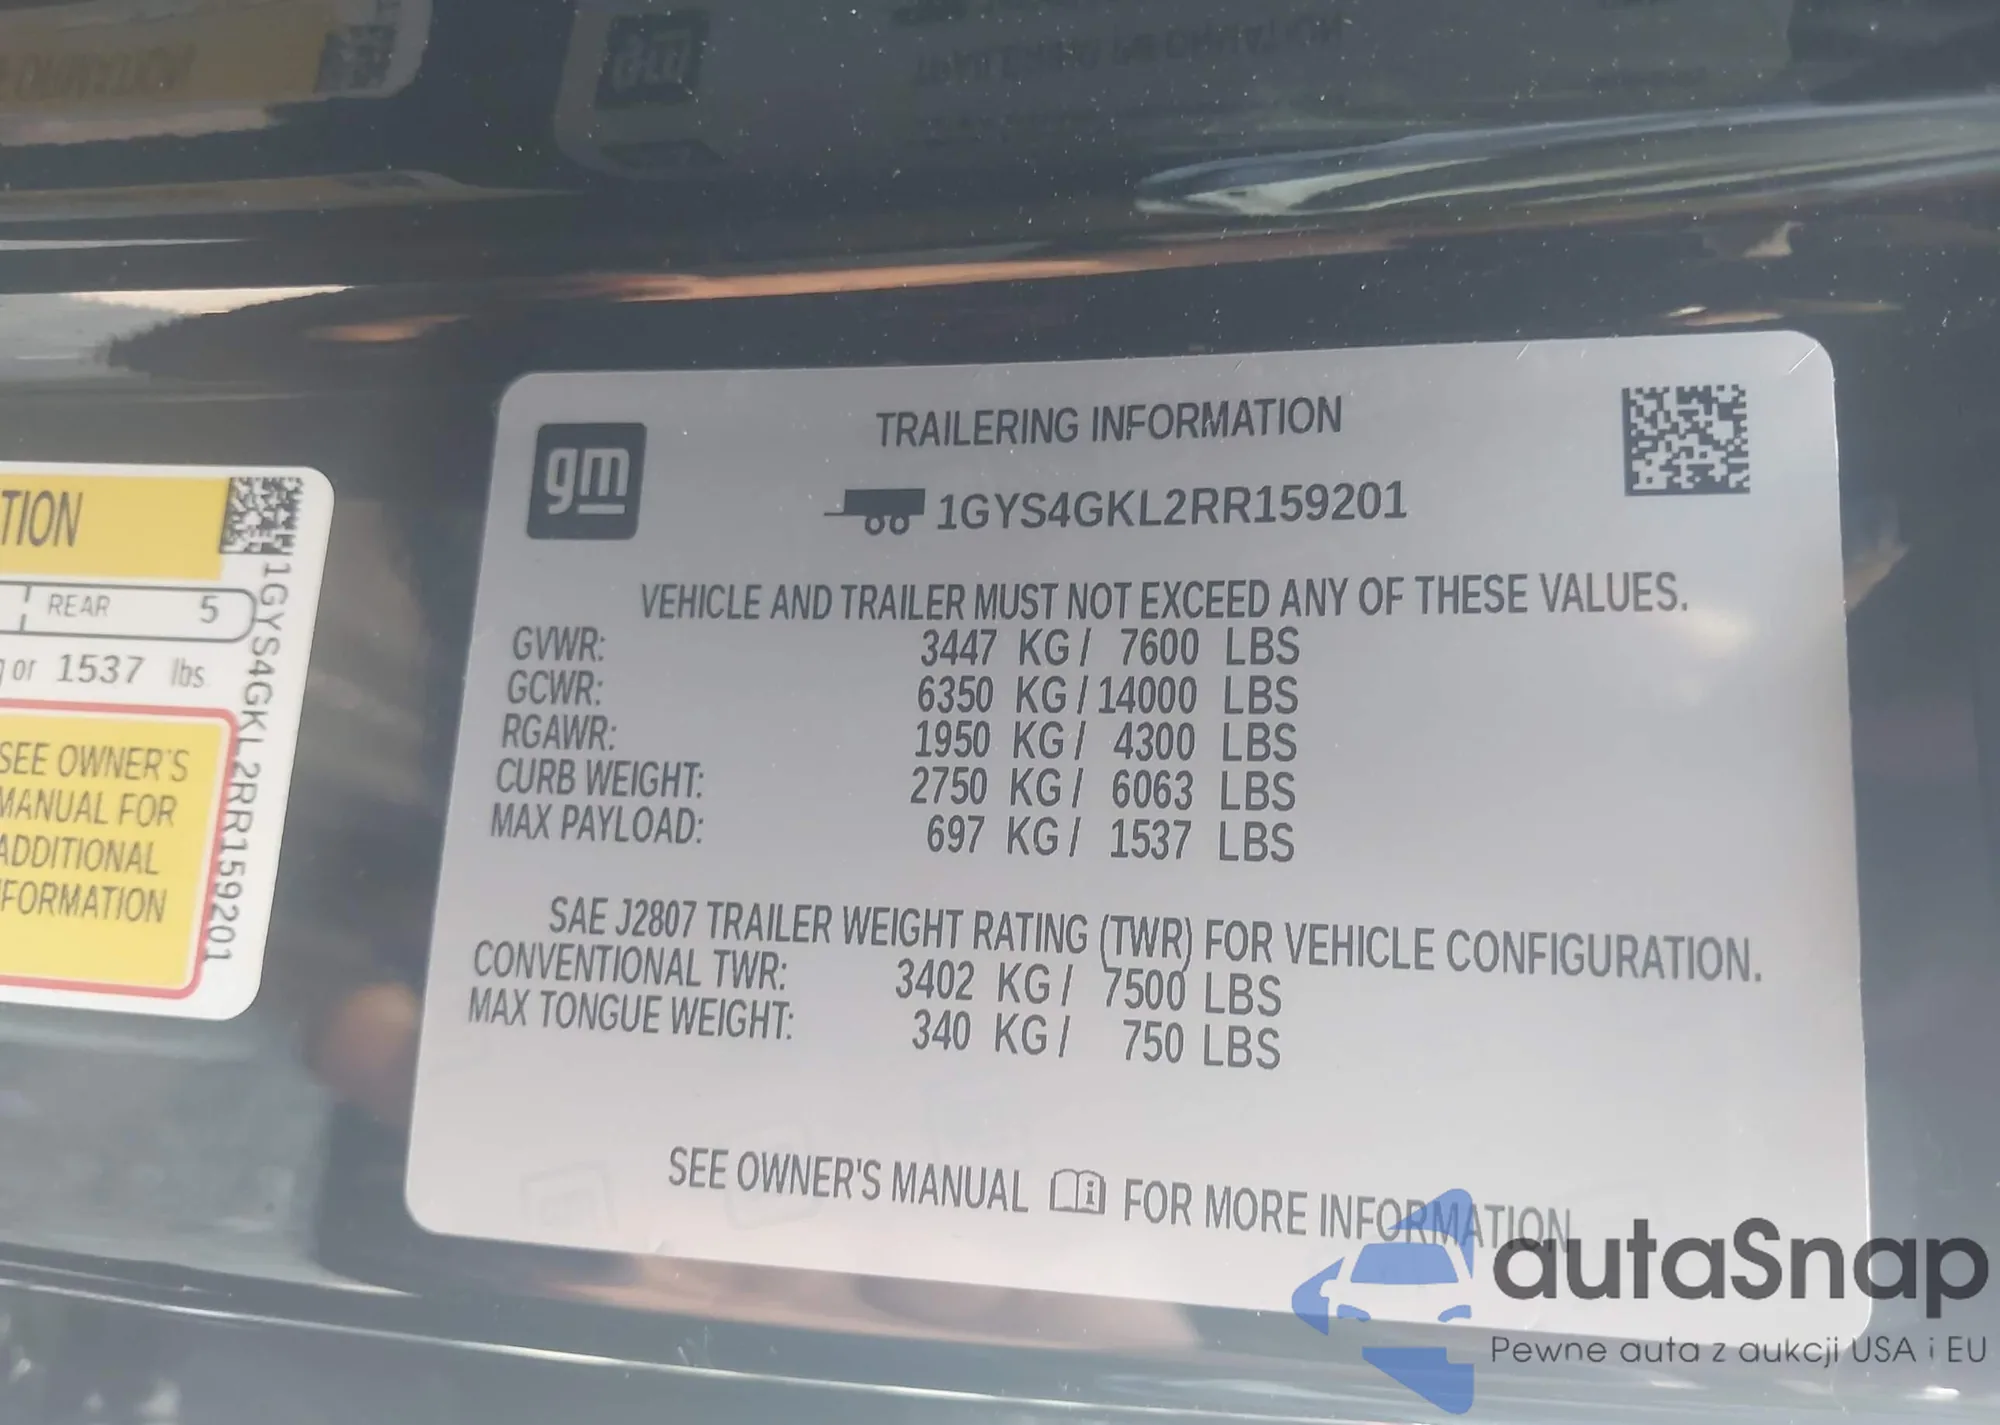 TION
REAR 5
or 1537 lbs
SEE OWNER'S
MANUAL FOR
ADDITIONAL
FORMATION
1GYS4GKL2RR159201
gm
TRAILERING INFORMATION
1GYS4GKL2RR159201
VEHICLE AND TRAILER MUST NOT EXCEED ANY OF THESE VALUES.
GVWR: 3447 KG/ 7600 LBS
GCWR: 6350 KG/14000 LBS
RGAWR: 1950 KG/ 4300 LBS
CURB WEIGHT: 2750 KG/ 6063 LBS
MAX PAYLOAD: 697 KG/ 1537 LBS
SAE J2807 TRAILER WEIGHT RATING (TWR) FOR VEHICLE CONFIGURATION.
CONVENTIONAL TWR: 3402 KG/ 7500 LBS
MAX TONGUE WEIGHT: 340 KG/ 750 LBS
SEE OWNER'S MANUAL FOR MORE INFORMATION
autaSnap
Pewne auta z aukcji USA i EU